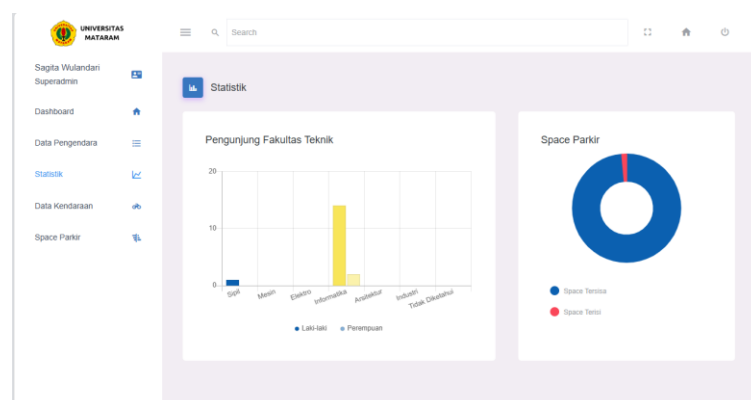 UNIVERSITAS
MATARAM
Search
Sagita Wulandari
Superadmin
Dashboard
Data Pengendara
Statistik
Data Kendaraan
Space Parkir
Statistik
Pengunjung Fakultas Teknik
20
10
0
Sipil
Mesin
Elektro
Informatika
Arsitektur
Industri
Tidak Diketahui
Laki-laki
Perempuan
Space Parkir
Space Tersisa
Space Terisi